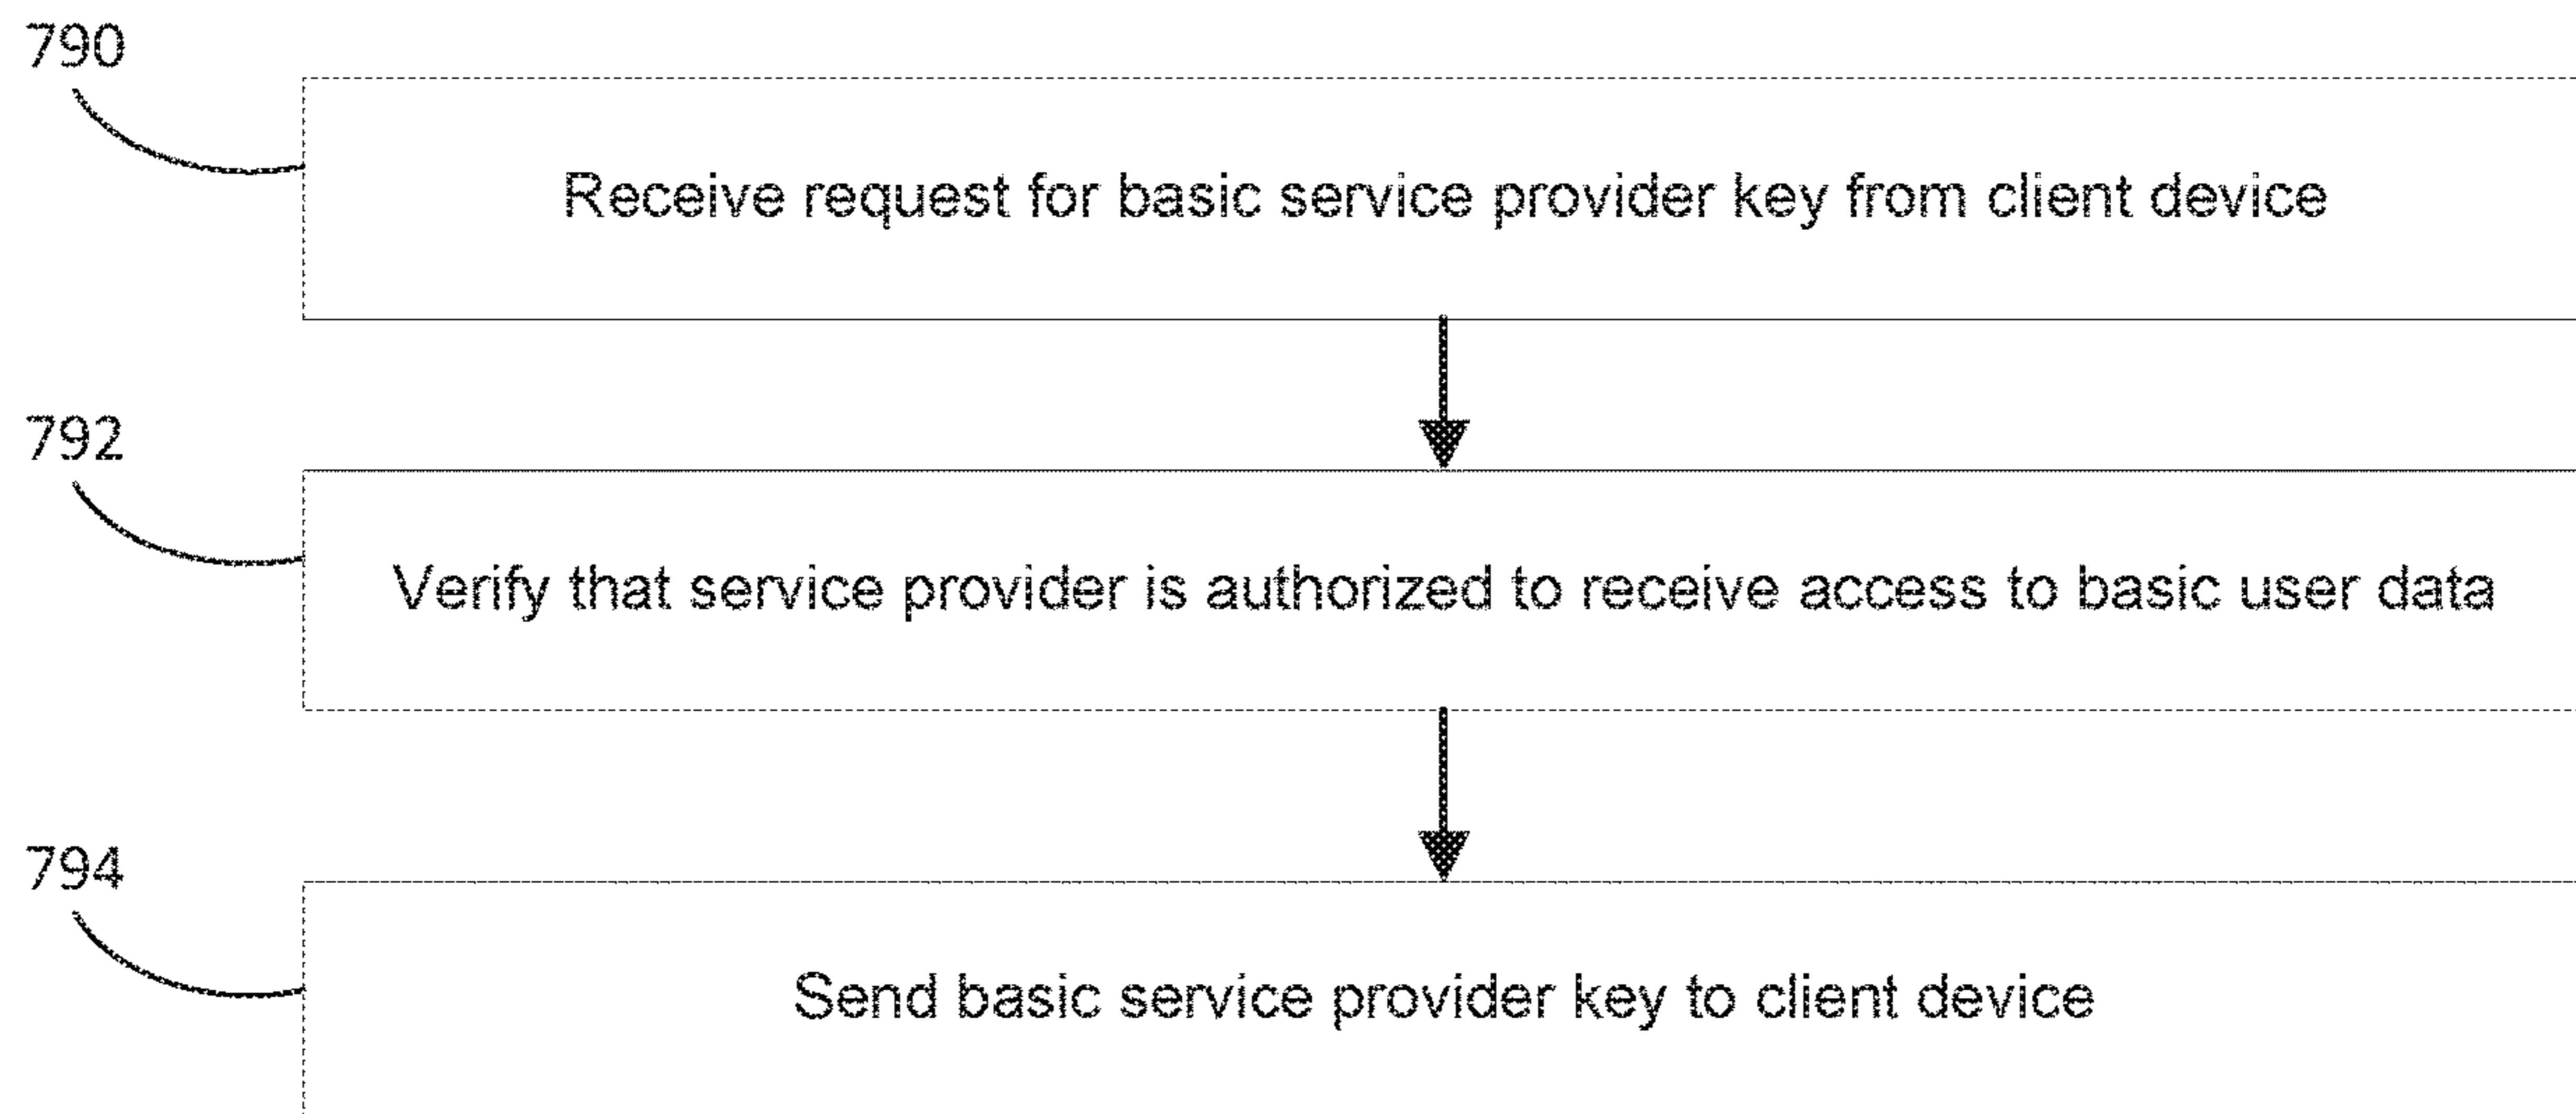 790
Receive request for basic service provider key from client device
792
Verify that service provider is authorized to receive access to basic user data
794
Send basic service provider key to client device